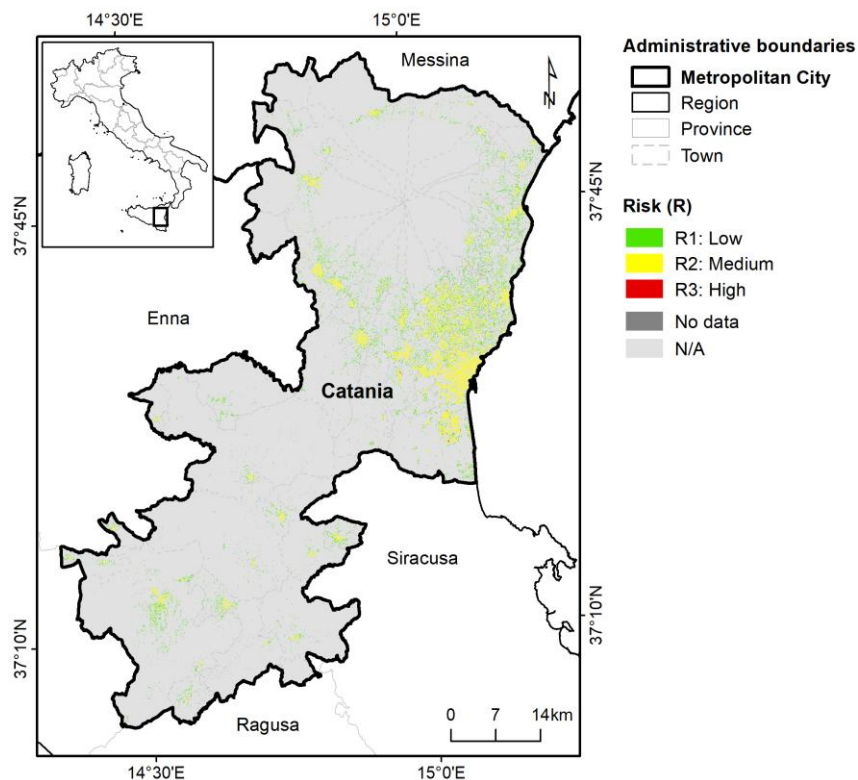 14°30'E
15°0'E
Messina
N
37°45'N
37°45'N
Enna
Catania
Siracusa
37°10'N
37°10'N
Ragusa
0 7 14km
14°30'E
15°0'E
Administrative boundaries
Metropolitan City
Region
Province
Town
Risk (R)
R1: Low
R2: Medium
R3: High
No data
N/A